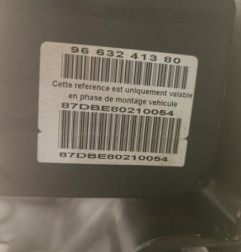 96 632 413 80
Cette reference est uniquement valable
en phase de montage vehicule
87DBE80210054
87DBE80210054